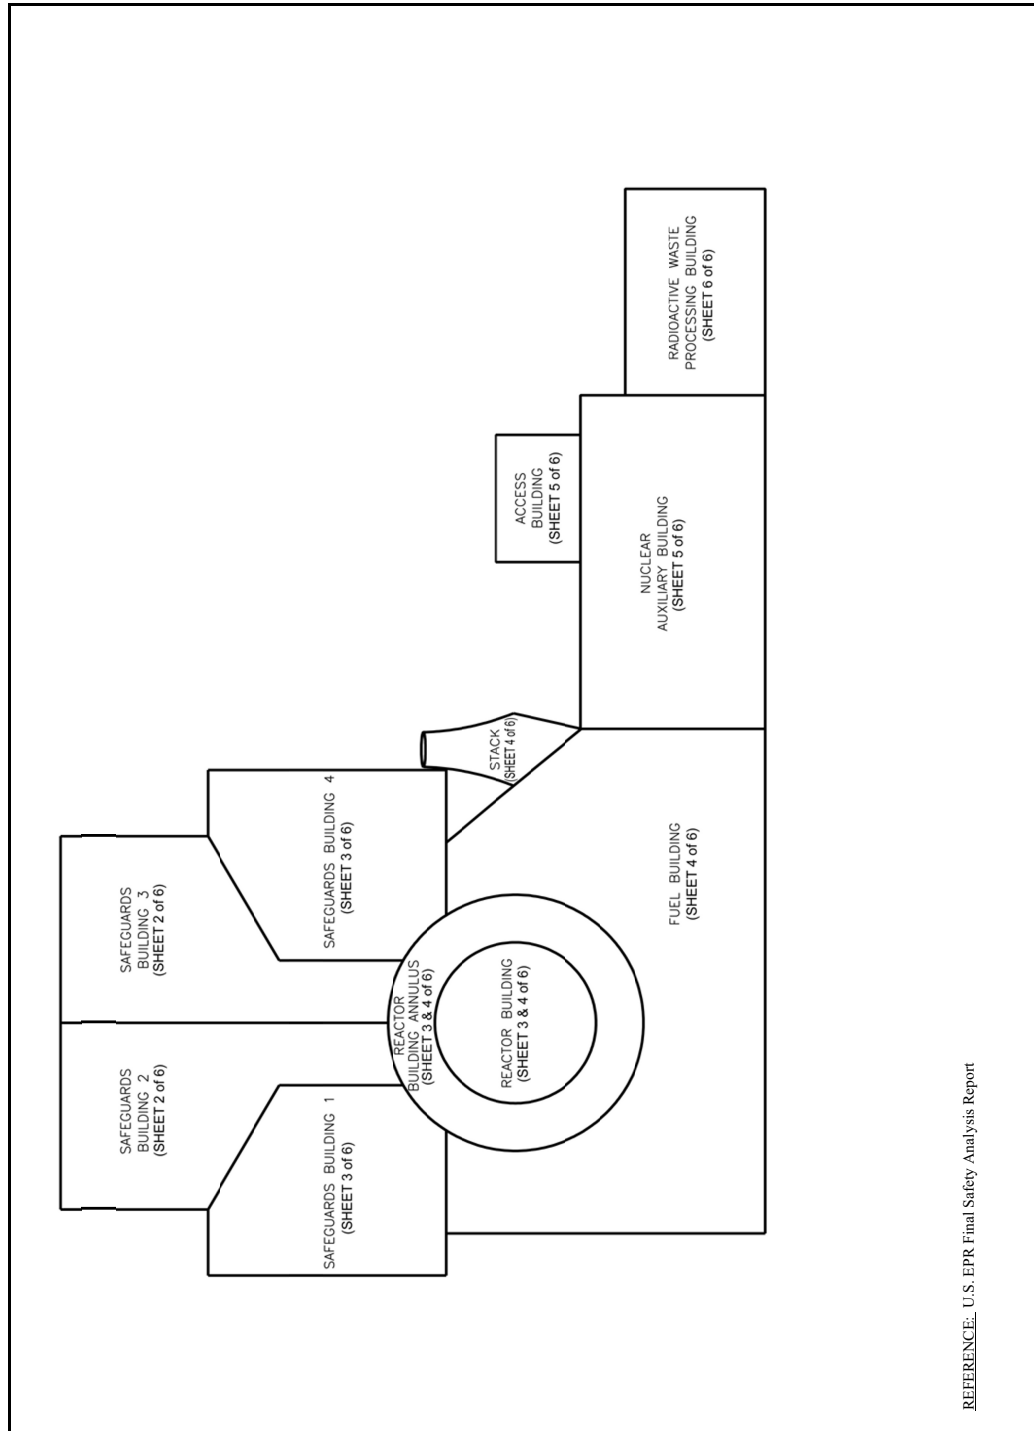 SAFEGUARDS
BUILDING 2
(SHEET 2 of 6)
SAFEGUARDS
BUILDING 3
(SHEET 2 of 6)
SAFEGUARDS BUILDING 1
(SHEET 3 of 6)
SAFEGUARDS BUILDING 4
(SHEET 3 of 6)
REACTOR
BUILDING ANNULUS
(SHEET 3 & 4 of 6)
REACTOR BUILDING
(SHEET 3 & 4 of 6)
STACK
(SHEET 4 of 6)
ACCESS
BUILDING
(SHEET 5 of 6)
FUEL BUILDING
(SHEET 4 of 6)
NUCLEAR
AUXILIARY BUILDING
(SHEET 5 of 6)
RADIOACTIVE WASTE
PROCESSING BUILDING
(SHEET 6 of 6)
REFERENCE: U.S. EPR Final Safety Analysis Report